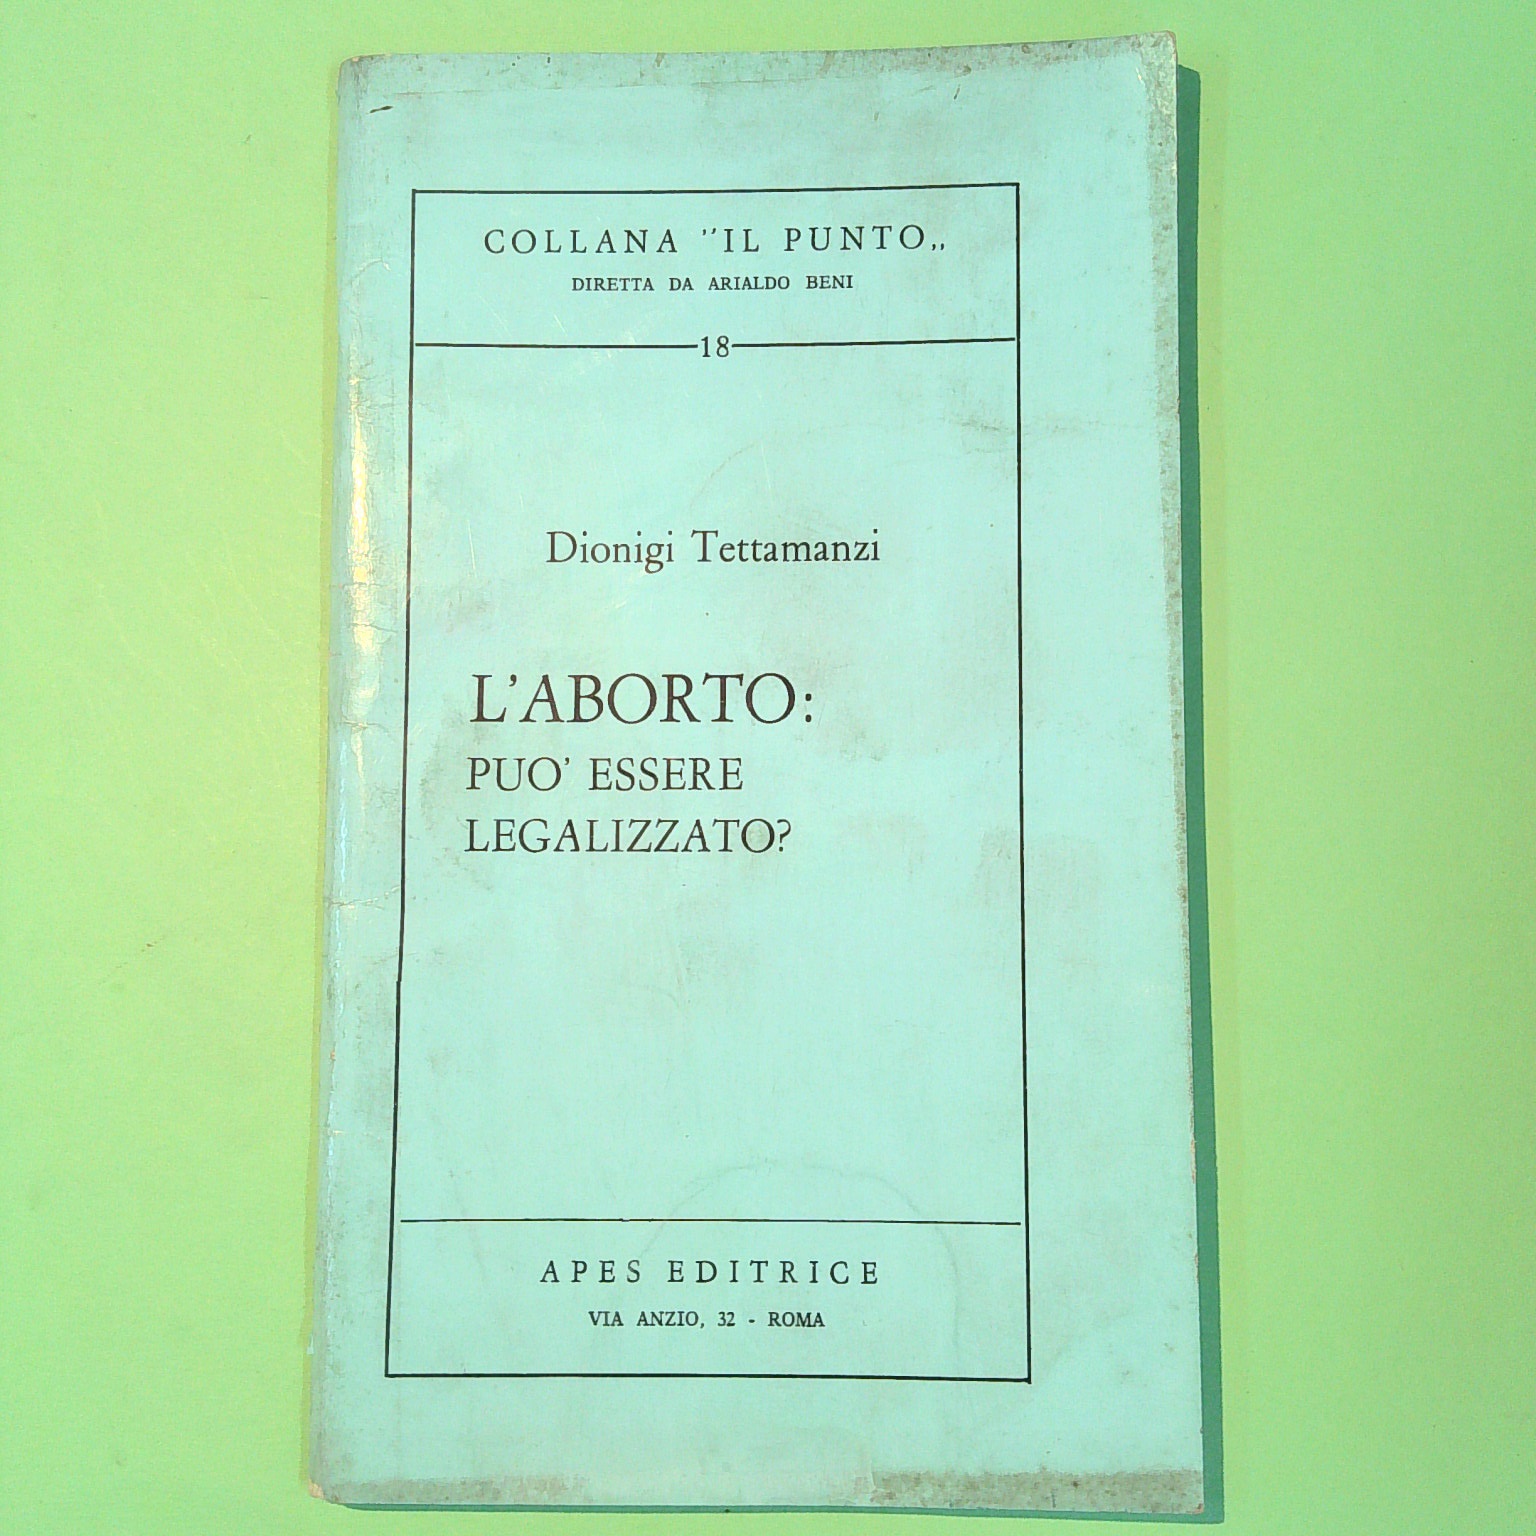 COLLANA "IL PUNTO„
DIRETTA DA ARIALDO BENI
18
Dionigi Tettamanzi
L'ABORTO:
PUO' ESSERE
LEGALIZZATO?
APES EDITRICE
VIA ANZIO, 32 - ROMA